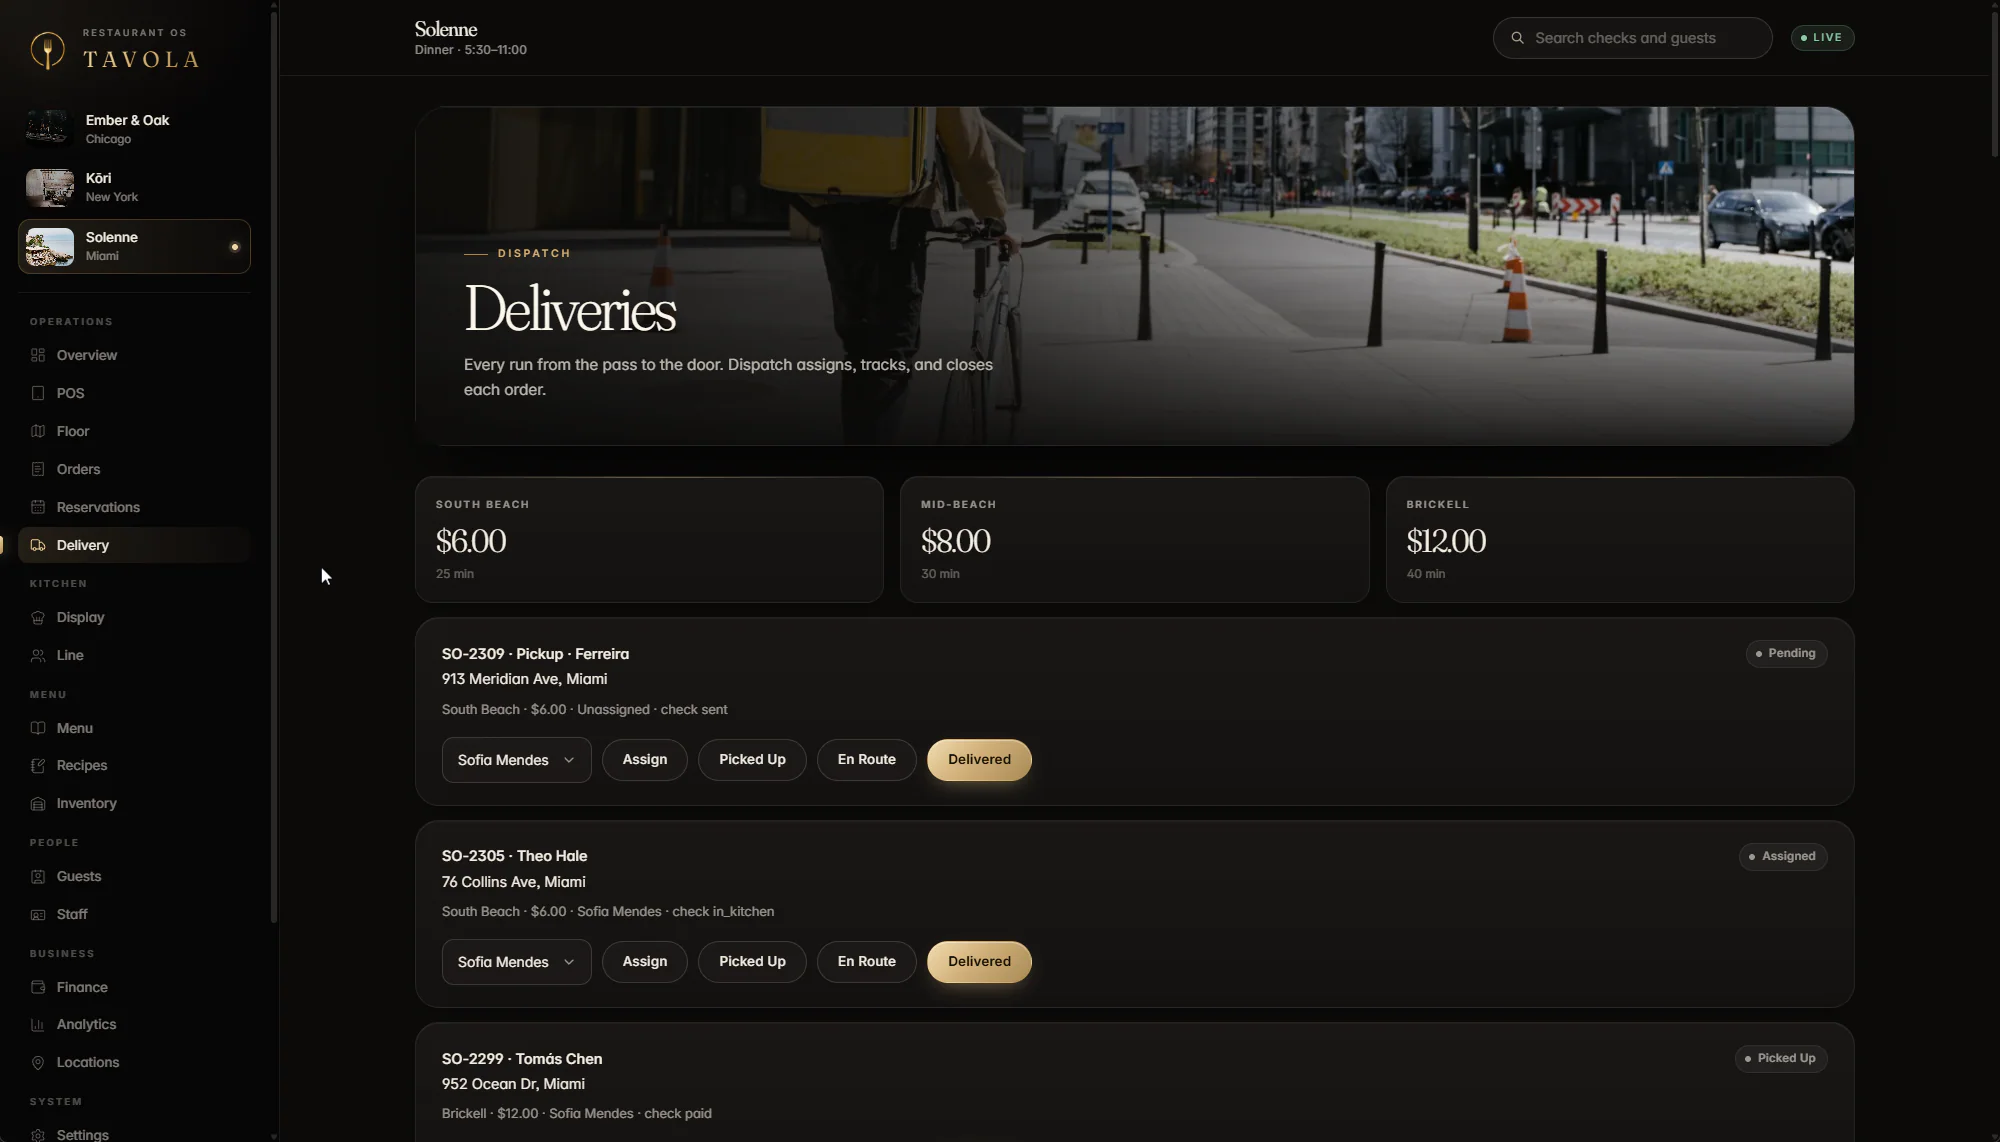 RESTAURANT OS
TAVOLA
Ember & Oak
Chicago
Kōri
New York
Solenne
Miami
OPERATIONS
Overview
POS
Floor
Orders
Reservations
Delivery
KITCHEN
Display
Line
MENU
Menu
Recipes
Inventory
PEOPLE
Guests
Staff
BUSINESS
Finance
Analytics
Locations
SYSTEM
Settings
Solenne
Dinner · 5:30–11:00
Search checks and guests
LIVE
DISPATCH
Deliveries
Every run from the pass to the door. Dispatch assigns, tracks, and closes
each order.
SOUTH BEACH
$6.00
25 min
MID-BEACH
$8.00
30 min
BRICKELL
$12.00
40 min
SO-2309 · Pickup · Ferreira
Pending
913 Meridian Ave, Miami
South Beach · $6.00 · Unassigned · check sent
Sofia Mendes
Assign
Picked Up
En Route
Delivered
SO-2305 · Theo Hale
Assigned
76 Collins Ave, Miami
South Beach · $6.00 · Sofia Mendes · check in_kitchen
Sofia Mendes
Assign
Picked Up
En Route
Delivered
SO-2299 · Tomás Chen
Picked Up
952 Ocean Dr, Miami
Brickell · $12.00 · Sofia Mendes · check paid